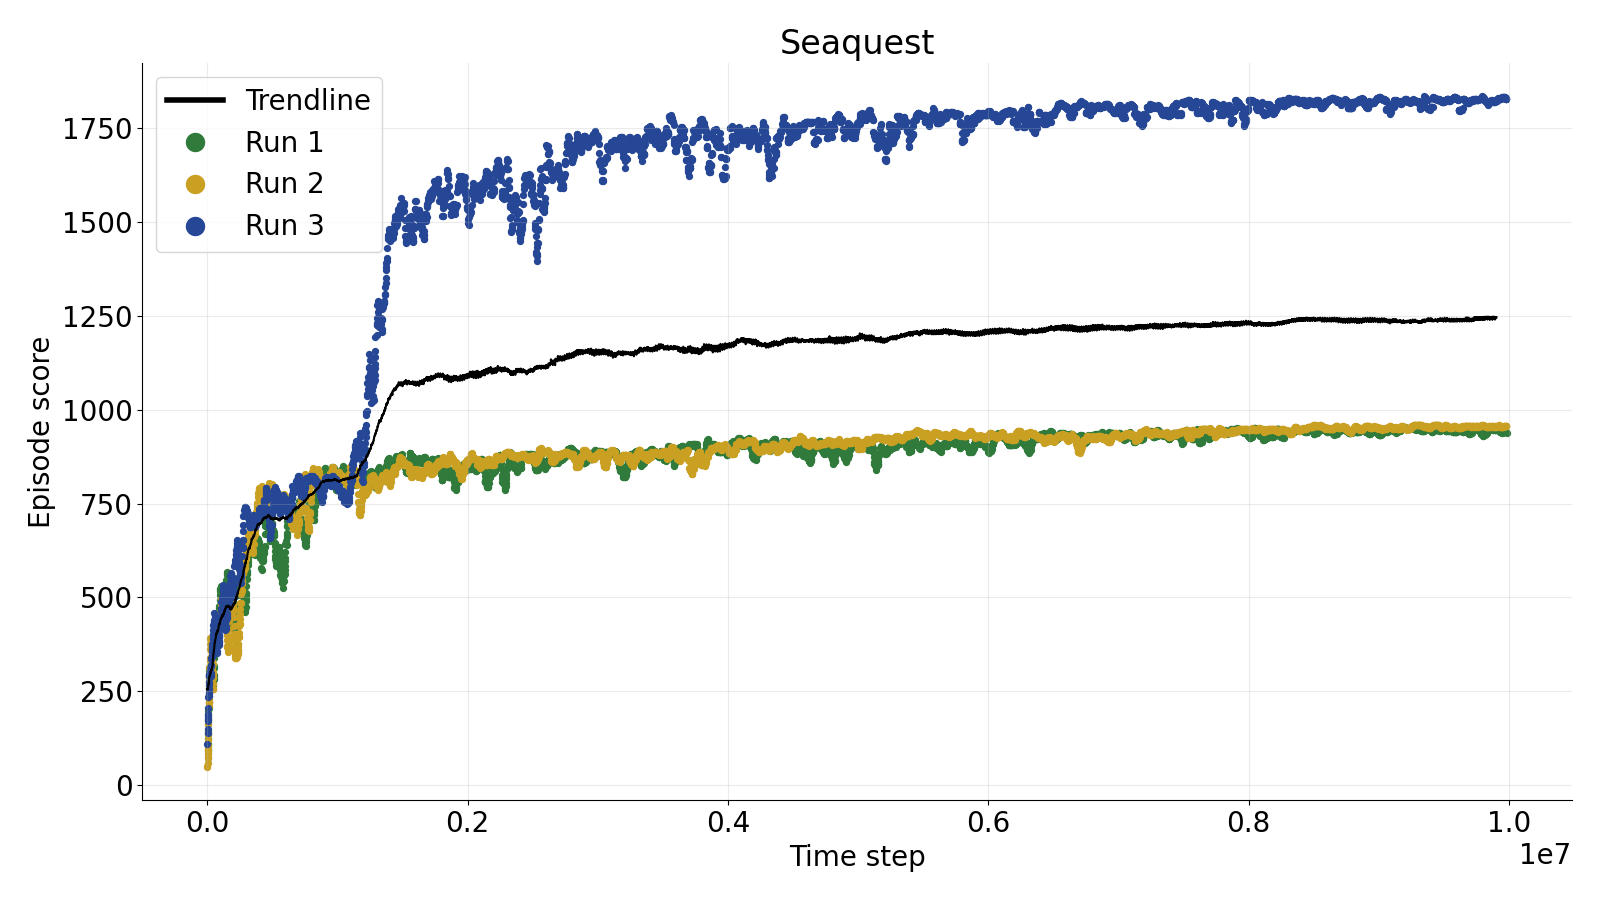 Seaquest
Trendline
Run 1
Run 2
Run 3
Episode score
1750
1500
1250
1000
750
500
250
0
0.0 0.2 0.4 0.6 0.8 1.0
1e7
Time step